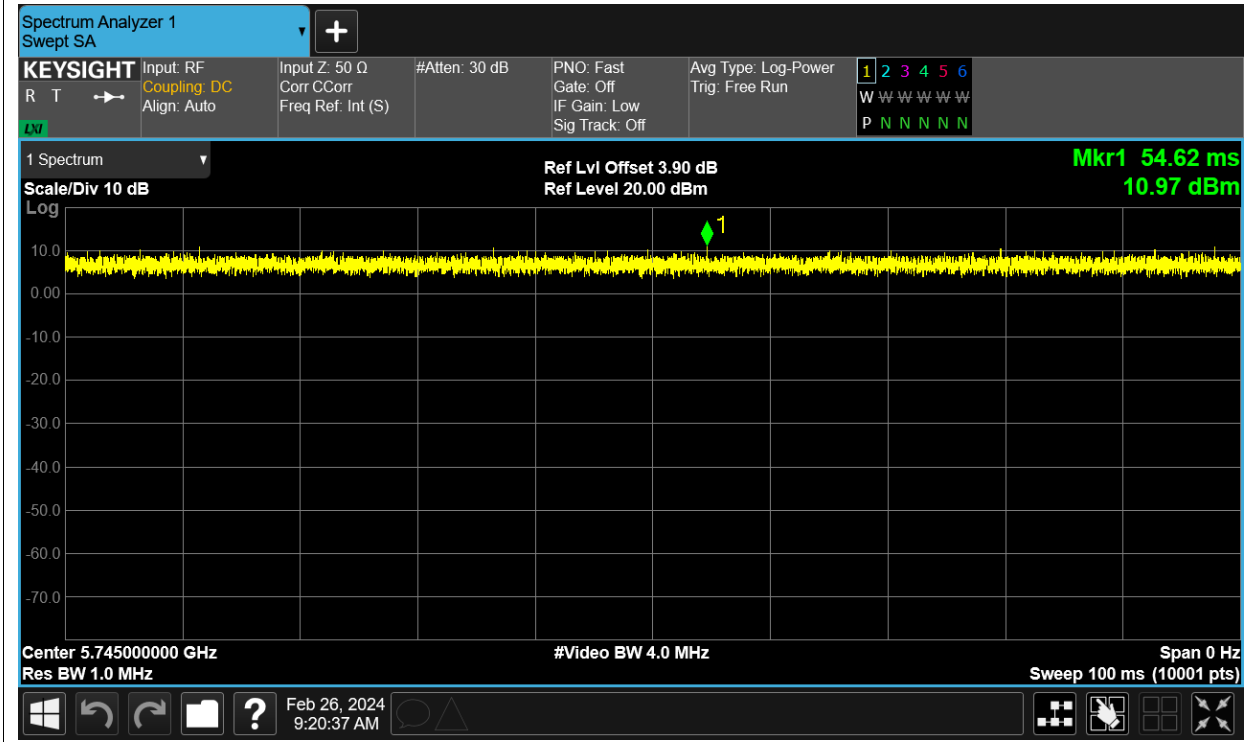 Spectrum Analyzer 1
Swept SA
+
KEYSIGHT
R T
LXI
Input: RF
Coupling: DC
Align: Auto
Input Z: 50 Ω
Corr CCorr
Freq Ref: Int (S)
#Atten: 30 dB
PNO: Fast
Gate: Off
IF Gain: Low
Sig Track: Off
Avg Type: Log-Power
Trig: Free Run
1 2 3 4 5 6
W W W W W W
P N N N N N
1 Spectrum
Scale/Div 10 dB
Log
Ref Lvl Offset 3.90 dB
Ref Level 20.00 dBm
Mkr1 54.62 ms
10.97 dBm
1
10.0
0.00
-10.0
-20.0
-30.0
-40.0
-50.0
-60.0
-70.0
Center 5.745000000 GHz
Res BW 1.0 MHz
#Video BW 4.0 MHz
Span 0 Hz
Sweep 100 ms (10001 pts)
?
Feb 26, 2024
9:20:37 AM